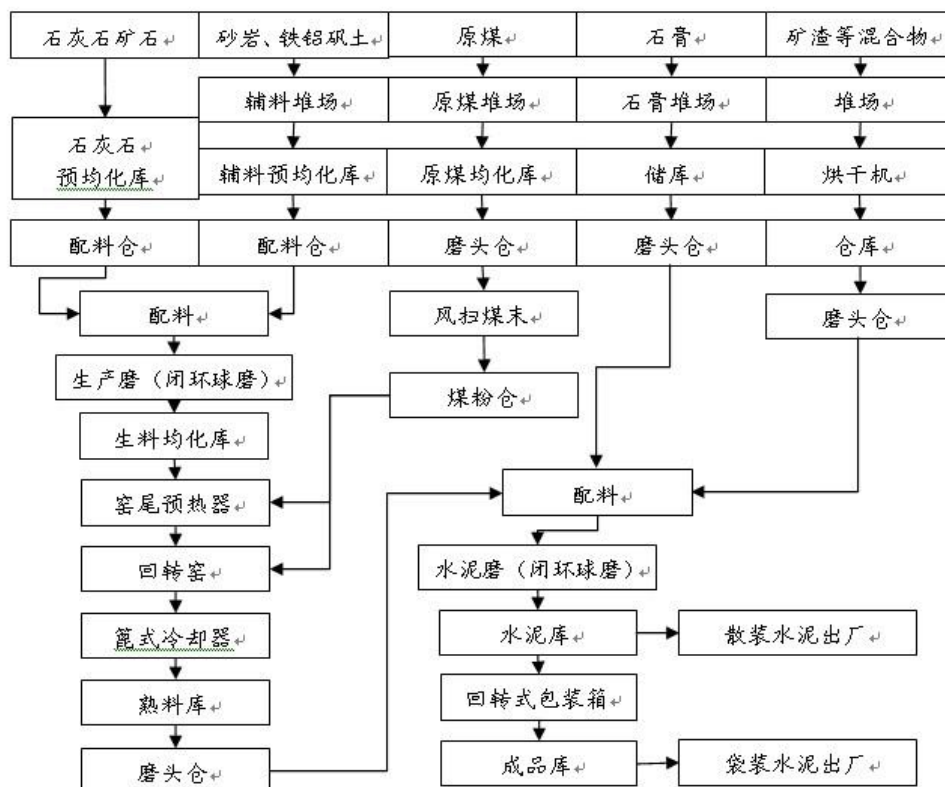 石灰石矿石
砂岩、铁铝矾土
原煤
石膏
矿渣等混合物
辅料堆场
原煤堆场
石膏堆场
堆场
石灰石
预均化库
辅料预均化库
原煤均化库
储库
烘干机
配料仓
配料仓
磨头仓
磨头仓
仓库
配料
风扫煤末
磨头仓
生产磨（闭环球磨）
煤粉仓
生料均化库
窑尾预热器
配料
回转窑
水泥磨（闭环球磨）
篦式冷却器
水泥库
散装水泥出厂
熟料库
回转式包装箱
磨头仓
成品库
袋装水泥出厂